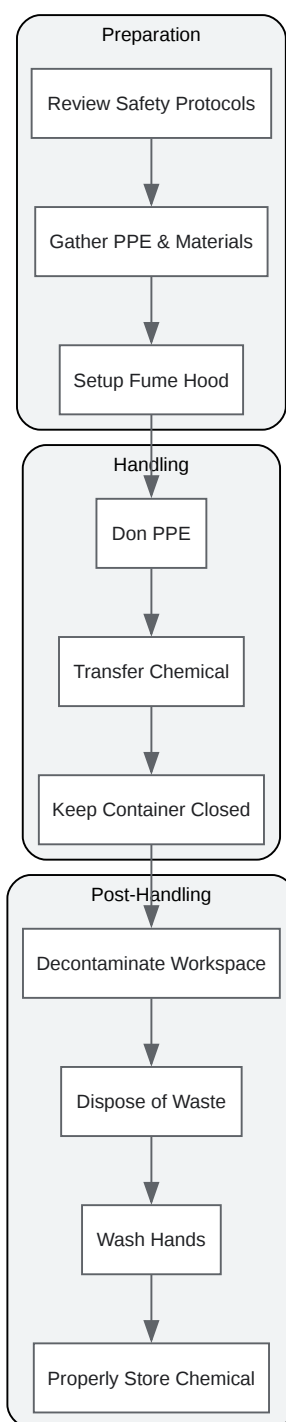 Preparation
Review Safety Protocols
Gather PPE & Materials
Setup Fume Hood
Handling
Don PPE
Transfer Chemical
Keep Container Closed
Post-Handling
Decontaminate Workspace
Dispose of Waste
Wash Hands
Properly Store Chemical